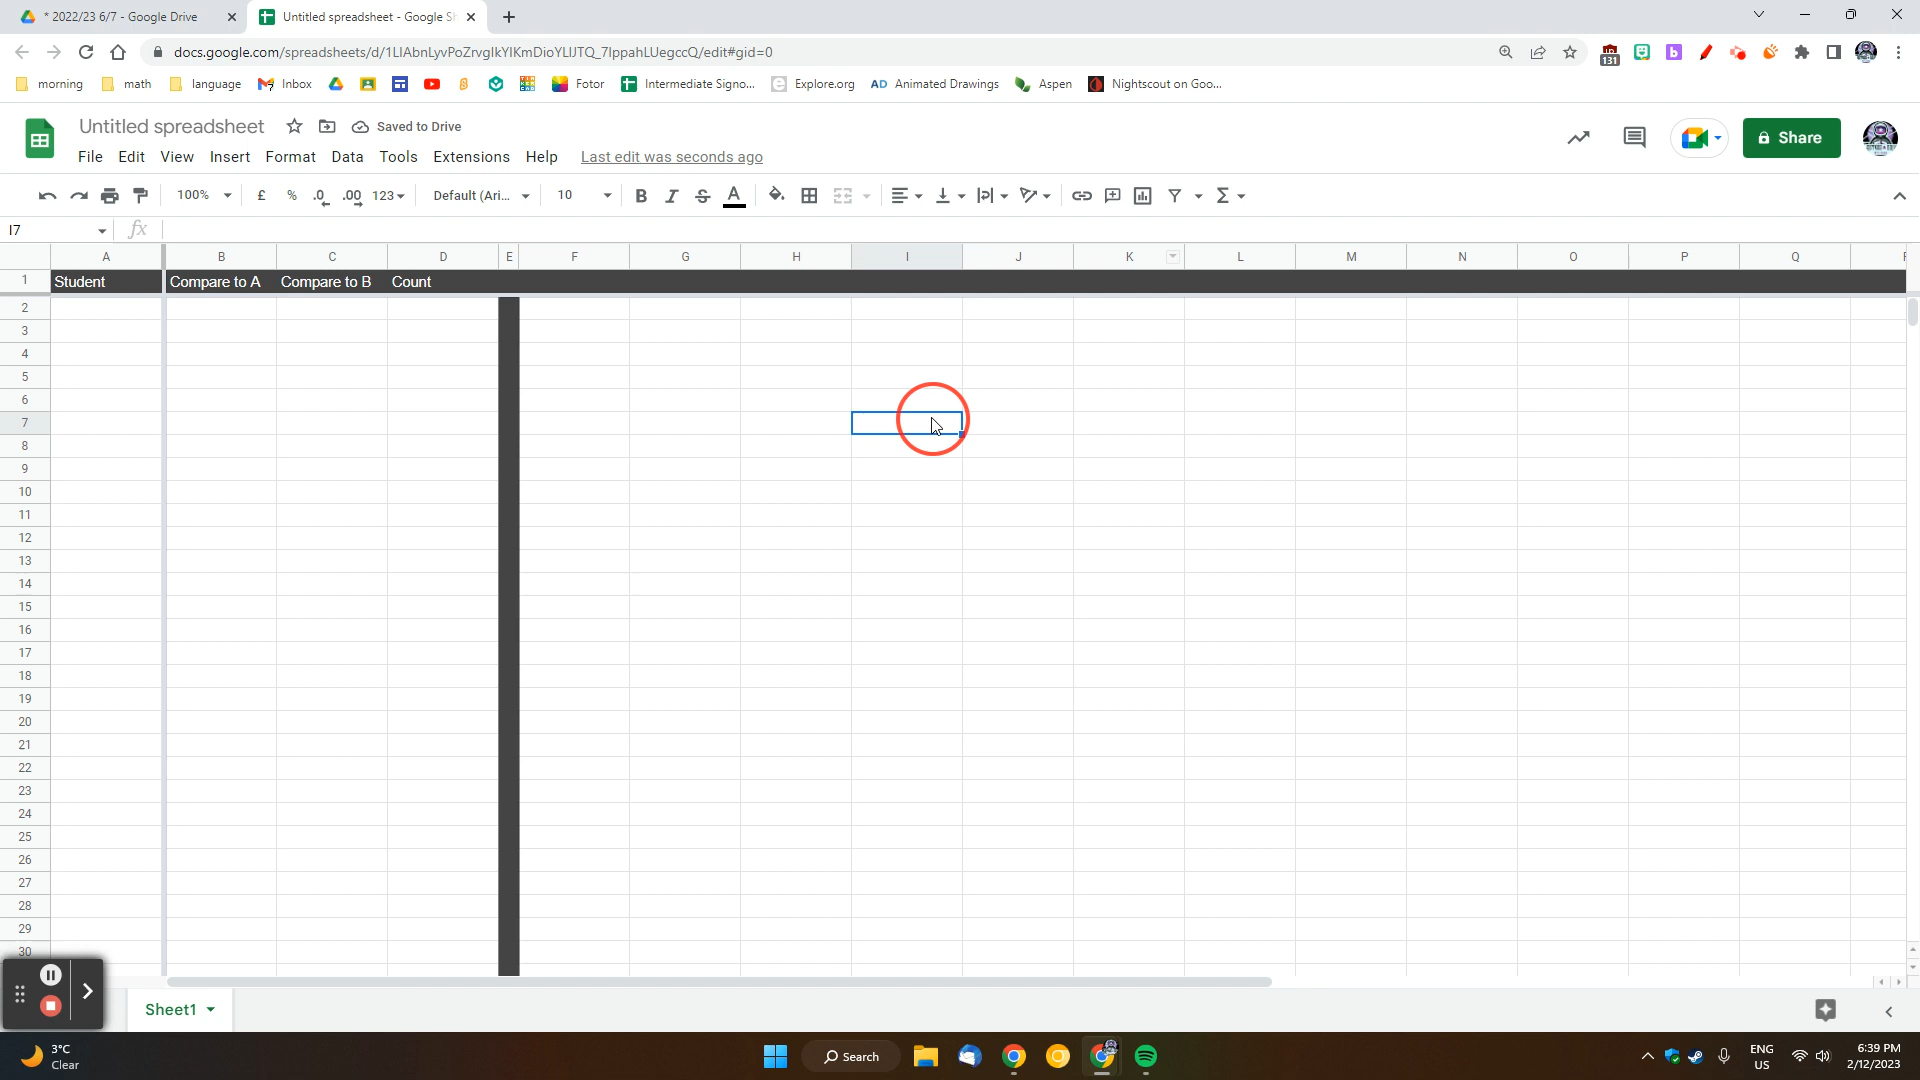 * 2022/23 6/7 - Google Drive
Untitled spreadsheet - Google Sh
docs.google.com/spreadsheets/d/1LIAbnLyvPoZrvglkYIKmDioYLlJTQ_7IppahLUegccQ/edit#gid=0
131
morning math language Inbox Fotor Intermediate Signo... Explore.org AD Animated Drawings Aspen Nightscout on Goo...
Untitled spreadsheet Saved to Drive
Share
File Edit View Insert Format Data Tools Extensions Help Last edit was seconds ago
100% £ % .0 .00 123 Default (Ari... 10 B I S A
I7 fx
A B C D E F G H I J K L M N O P Q
1 Student Compare to A Compare to B Count
2
3
4
5
6
7
8
9
10
11
12
13
14
15
16
17
18
19
20
21
22
23
24
25
26
27
28
29
30
Sheet1
3°C
Clear
Search
ENG
US
6:39 PM
2/12/2023